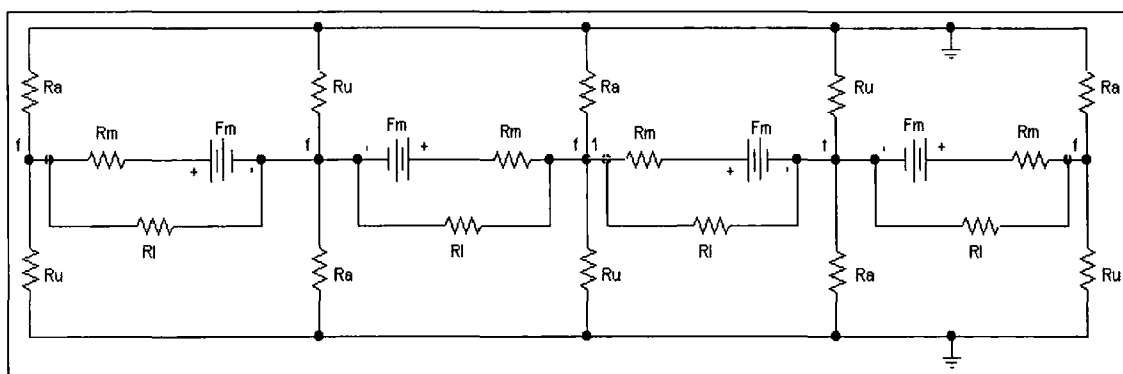 Ra Ru Ra Ru Ra
Rm Fm Fm Rm Rm Fm Fm Rm
f f f f f f
+ - - + + - - +
Rl Rl Rl Rl
Ru Ra Ru Ra Ru